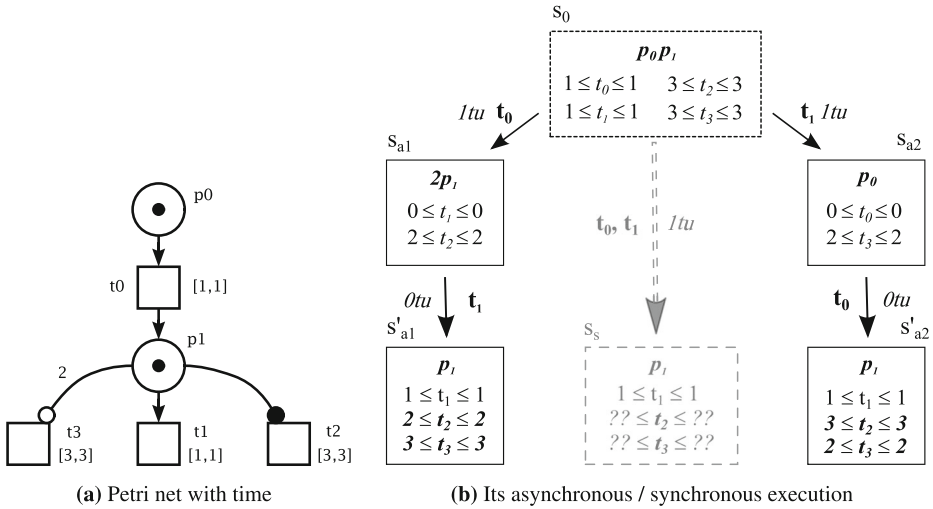 p0
t0 [1,1]
p1
2
t3
[3,3]
t1
[1,1]
t2
[3,3]
(a) Petri net with time
s0
p0p1
1 ≤ t0 ≤ 1 3 ≤ t2 ≤ 3
1 ≤ t1 ≤ 1 3 ≤ t3 ≤ 3
1tu t0
t1 1tu
sa1
2p1
0 ≤ t1 ≤ 0
2 ≤ t2 ≤ 2
t0, t1 1tu
sa2
p0
0 ≤ t0 ≤ 0
2 ≤ t3 ≤ 2
0tu t1
t0 0tu
s'a1
p1
1 ≤ t1 ≤ 1
2 ≤ t2 ≤ 2
3 ≤ t3 ≤ 3
ss
p1
1 ≤ t1 ≤ 1
?? ≤ t2 ≤ ??
?? ≤ t3 ≤ ??
s'a2
p1
1 ≤ t1 ≤ 1
3 ≤ t2 ≤ 3
2 ≤ t3 ≤ 2
(b) Its asynchronous / synchronous execution